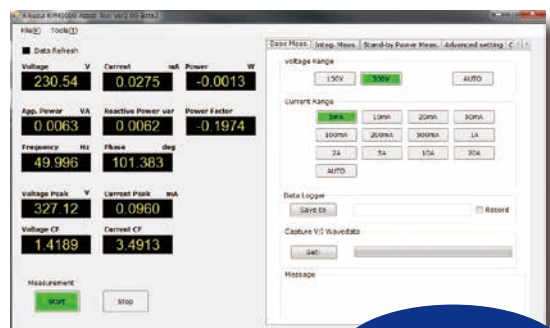 Kikusui KPM1000 Assist Tool Ver2.00 Beta3
File(F) Tools(T)
Data Refresh
Voltage V Current mA Power W
230.54 0.0275 -0.0013
App. Power VA Reactive Power var Power Factor
0.0063 0.0062 -0.1974
Frequency Hz Phase deg
49.996 101.383
Voltage Peak V Current Peak mA
327.12 0.0960
Voltage CF Current CF
1.4189 3.4913
Measurement
Start Stop
Basic Meas. Integ. Meas. Stand-by Power Meas. Advanced setting C
Voltage Range
150V 300V AUTO
Current Range
5mA 10mA 20mA 50mA
100mA 200mA 500mA 1A
2A 5A 10A 20A
AUTO
Data Logger
Save to Record
Capture V/I Wavedata
Get!
Message